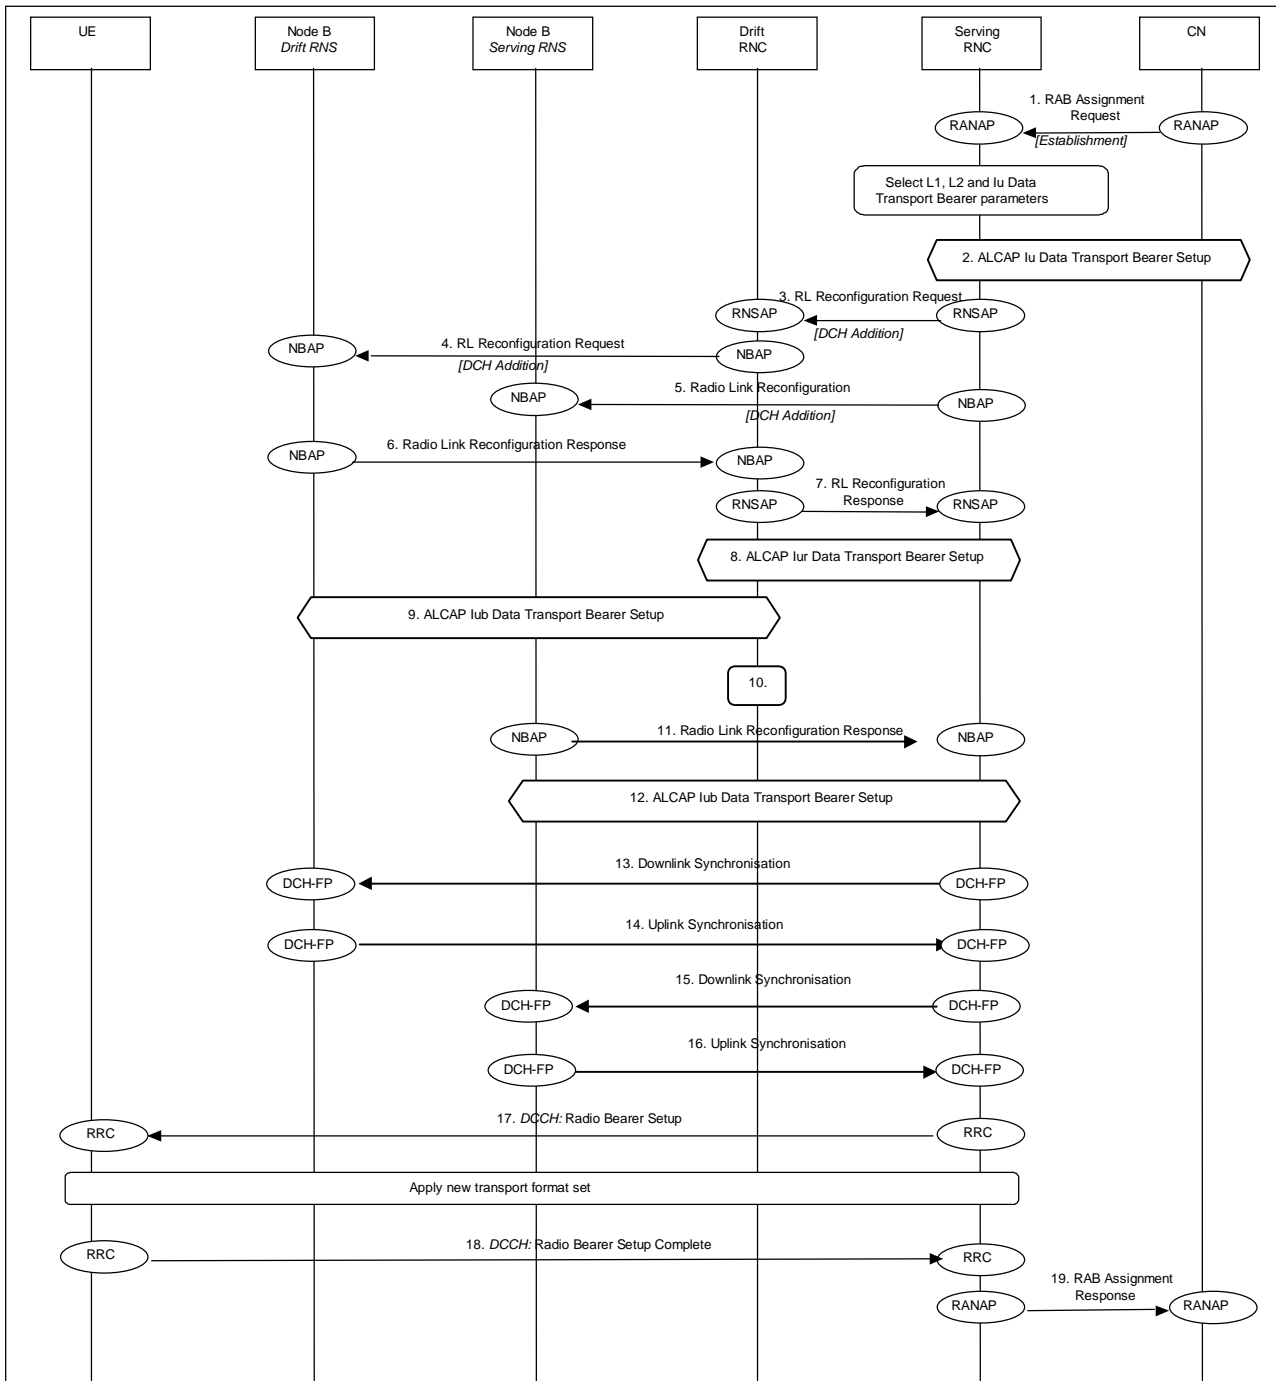 UE
Node B
Drift RNS
Node B
Serving RNS
Drift
RNC
Serving
RNC
CN
1. RAB Assignment
Request
RANAP
RANAP
[Establishment]
Select L1, L2 and Iu Data
Transport Bearer parameters
2. ALCAP Iu Data Transport Bearer Setup
3. RL Reconfiguration Request
RNSAP
RNSAP
[DCH Addition]
4. RL Reconfiguration Request
NBAP
NBAP
[DCH Addition]
5. Radio Link Reconfiguration
NBAP
NBAP
[DCH Addition]
6. Radio Link Reconfiguration Response
NBAP
NBAP
7. RL Reconfiguration
Response
RNSAP
RNSAP
8. ALCAP Iur Data Transport Bearer Setup
9. ALCAP Iub Data Transport Bearer Setup
10.
11. Radio Link Reconfiguration Response
NBAP
NBAP
12. ALCAP Iub Data Transport Bearer Setup
13. Downlink Synchronisation
DCH-FP
DCH-FP
14. Uplink Synchronisation
DCH-FP
DCH-FP
15. Downlink Synchronisation
DCH-FP
DCH-FP
16. Uplink Synchronisation
DCH-FP
DCH-FP
17. DCCH: Radio Bearer Setup
RRC
RRC
Apply new transport format set
18. DCCH: Radio Bearer Setup Complete
RRC
RRC
19. RAB Assignment
Response
RANAP
RANAP